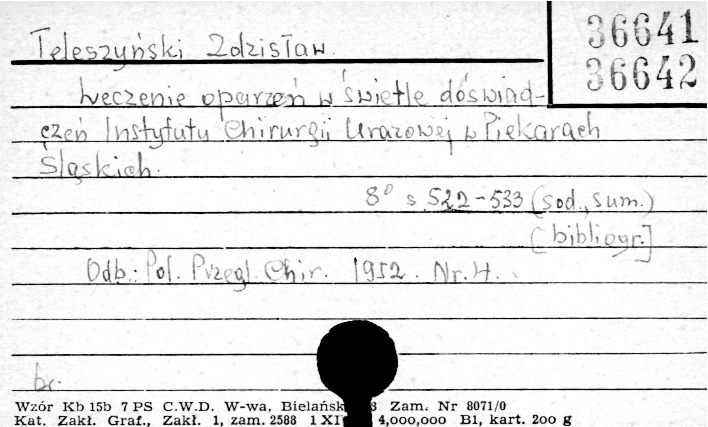 36641
36642
Teleszyński Zdzisław.
Leczenie oparzeń w świetle doświad-
czeń Instytutu Chirurgii Urazowej w Piekarach
Śląskich.
8° s 522-533 (sod., sum.)
[bibliogr.]
Odb.: Pol. Przegl. Chir. 1952. Nr. 4.
br.
Wzór Kb 15b 7 PS C.W.D. W-wa, Bielańsk 8 Zam. Nr 8071/0
Kat. Zakł. Graf., Zakł. 1, zam. 2588 1 XI 4,000,000 B1, kart. 200 g